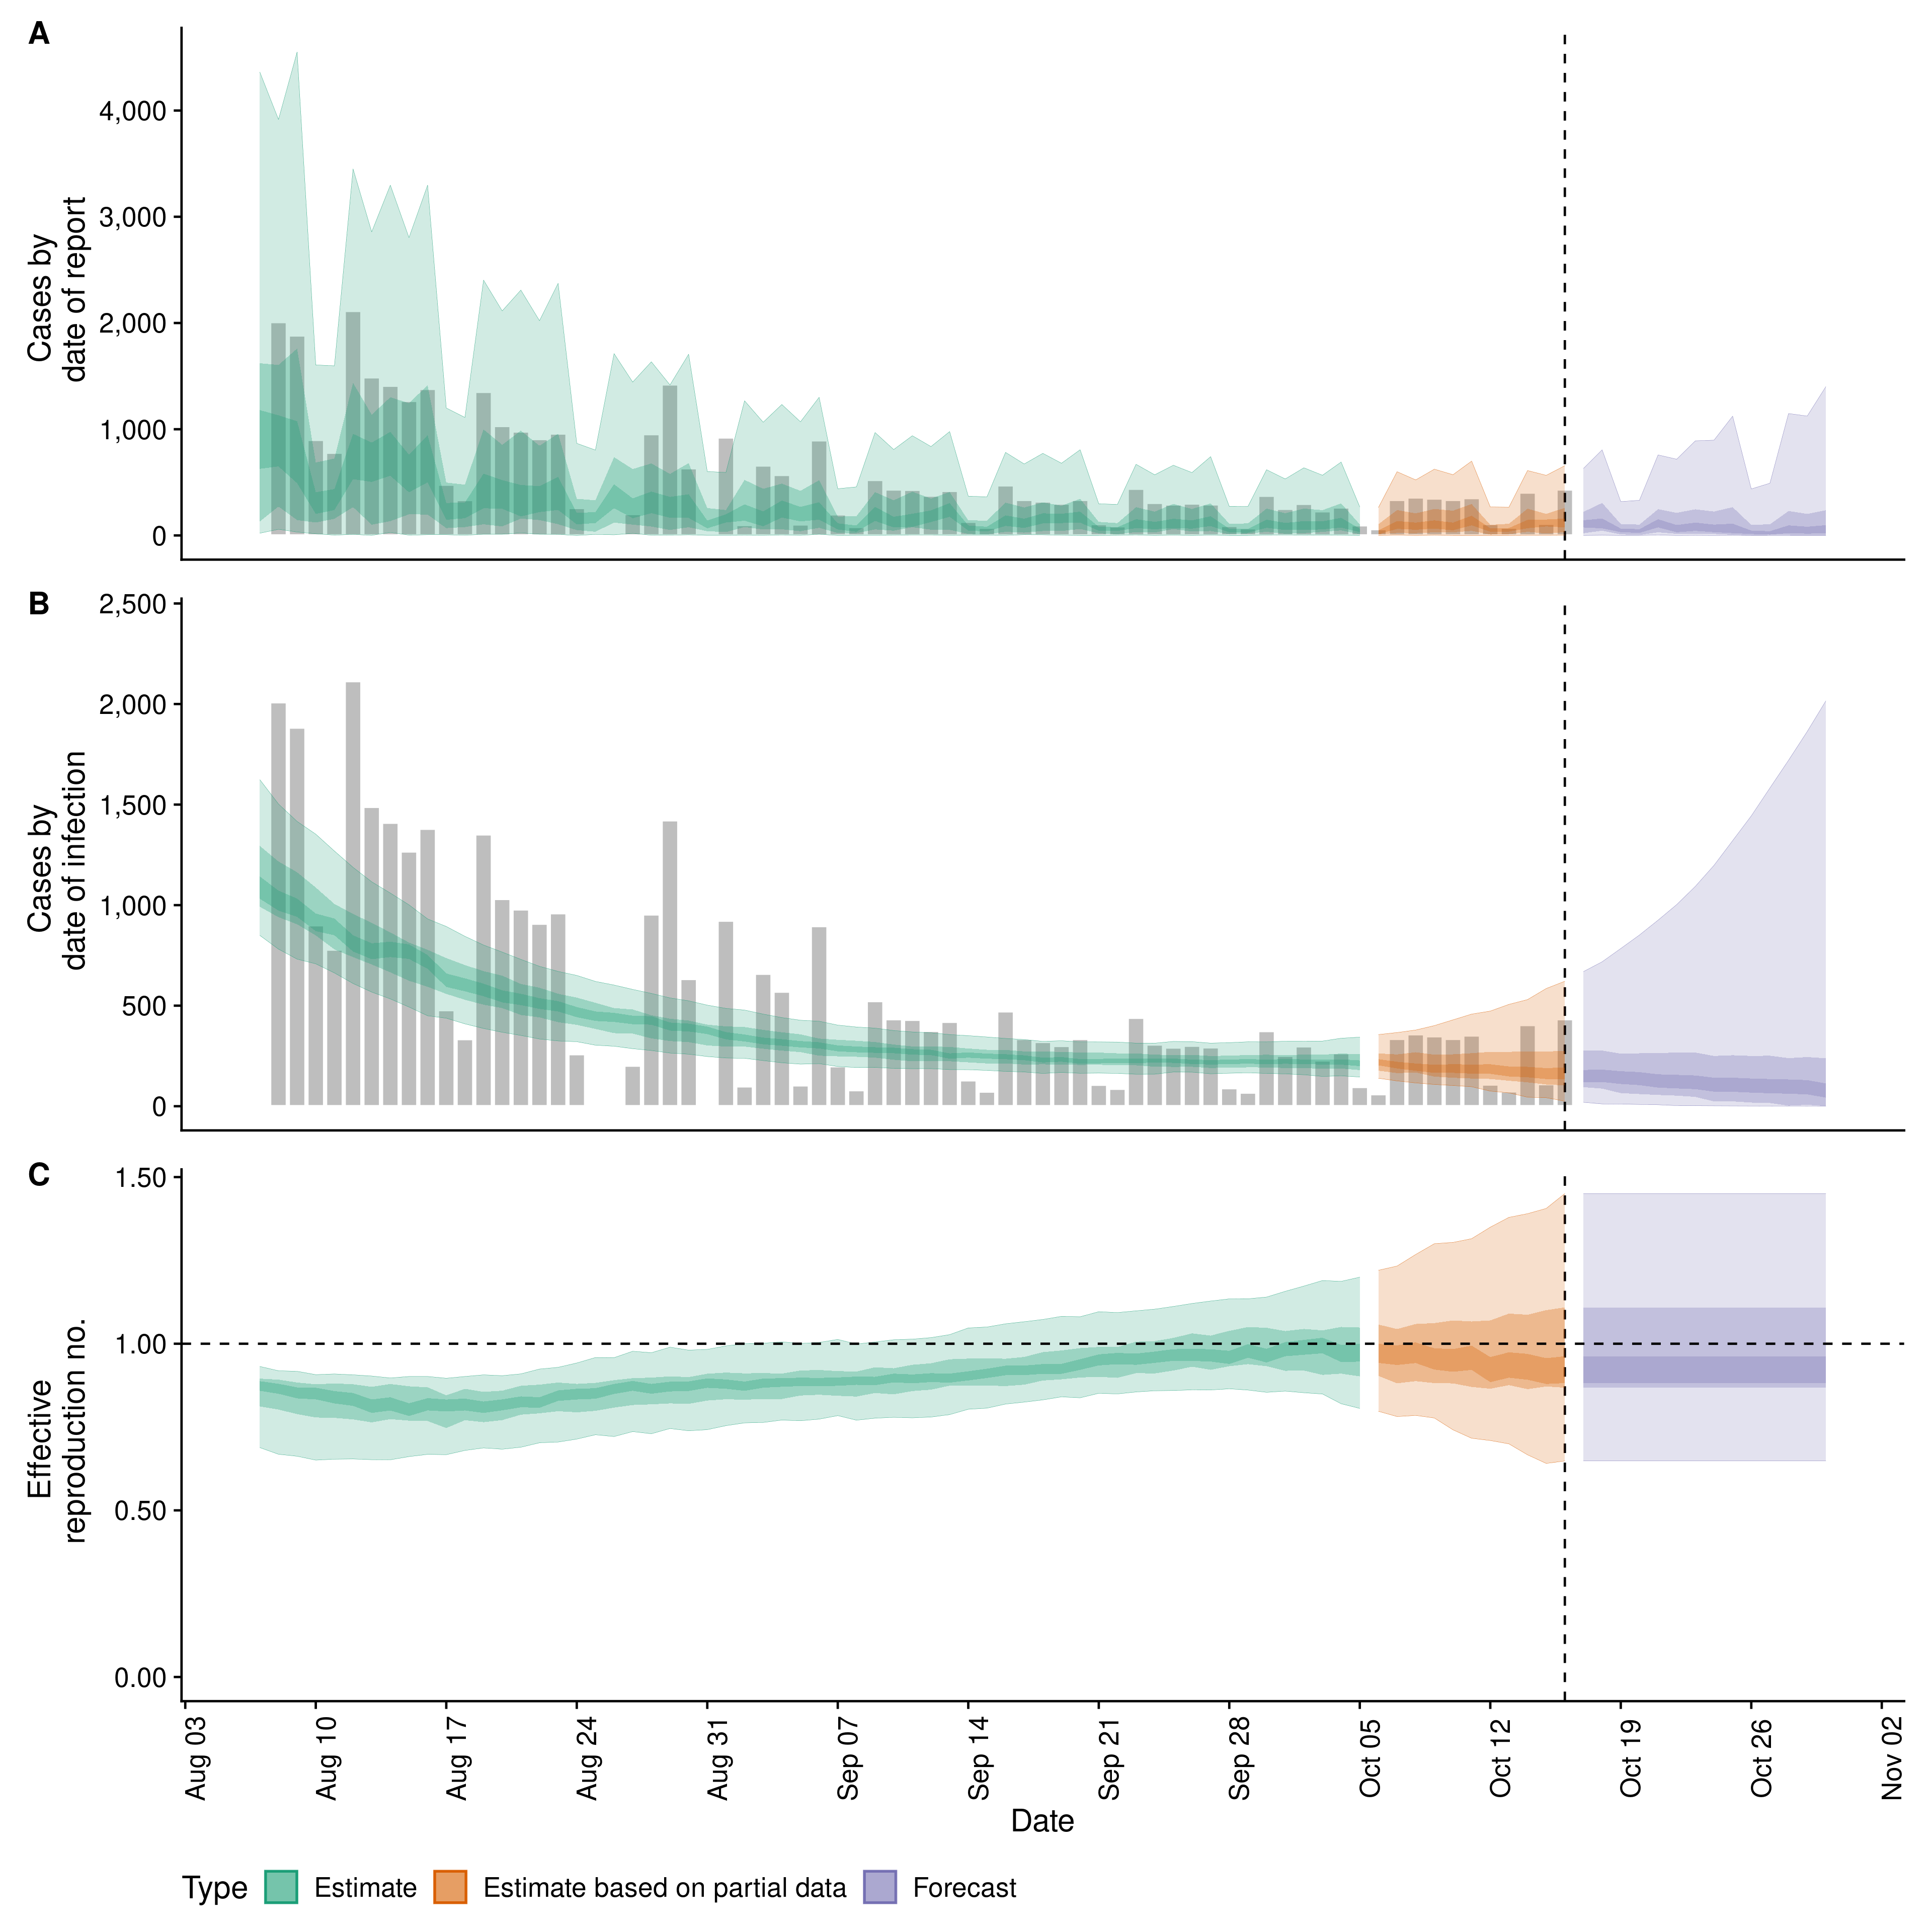 A
Cases by
date of report
4,000
3,000
2,000
1,000
0
B
Cases by
date of infection
2,500
2,000
1,500
1,000
500
0
C
Effective
reproduction no.
1.50
1.00
0.50
0.00
Aug 03
Aug 10
Aug 17
Aug 24
Aug 31
Sep 07
Sep 14
Sep 21
Sep 28
Oct 05
Oct 12
Oct 19
Oct 26
Nov 02
Date
Type Estimate Estimate based on partial data Forecast